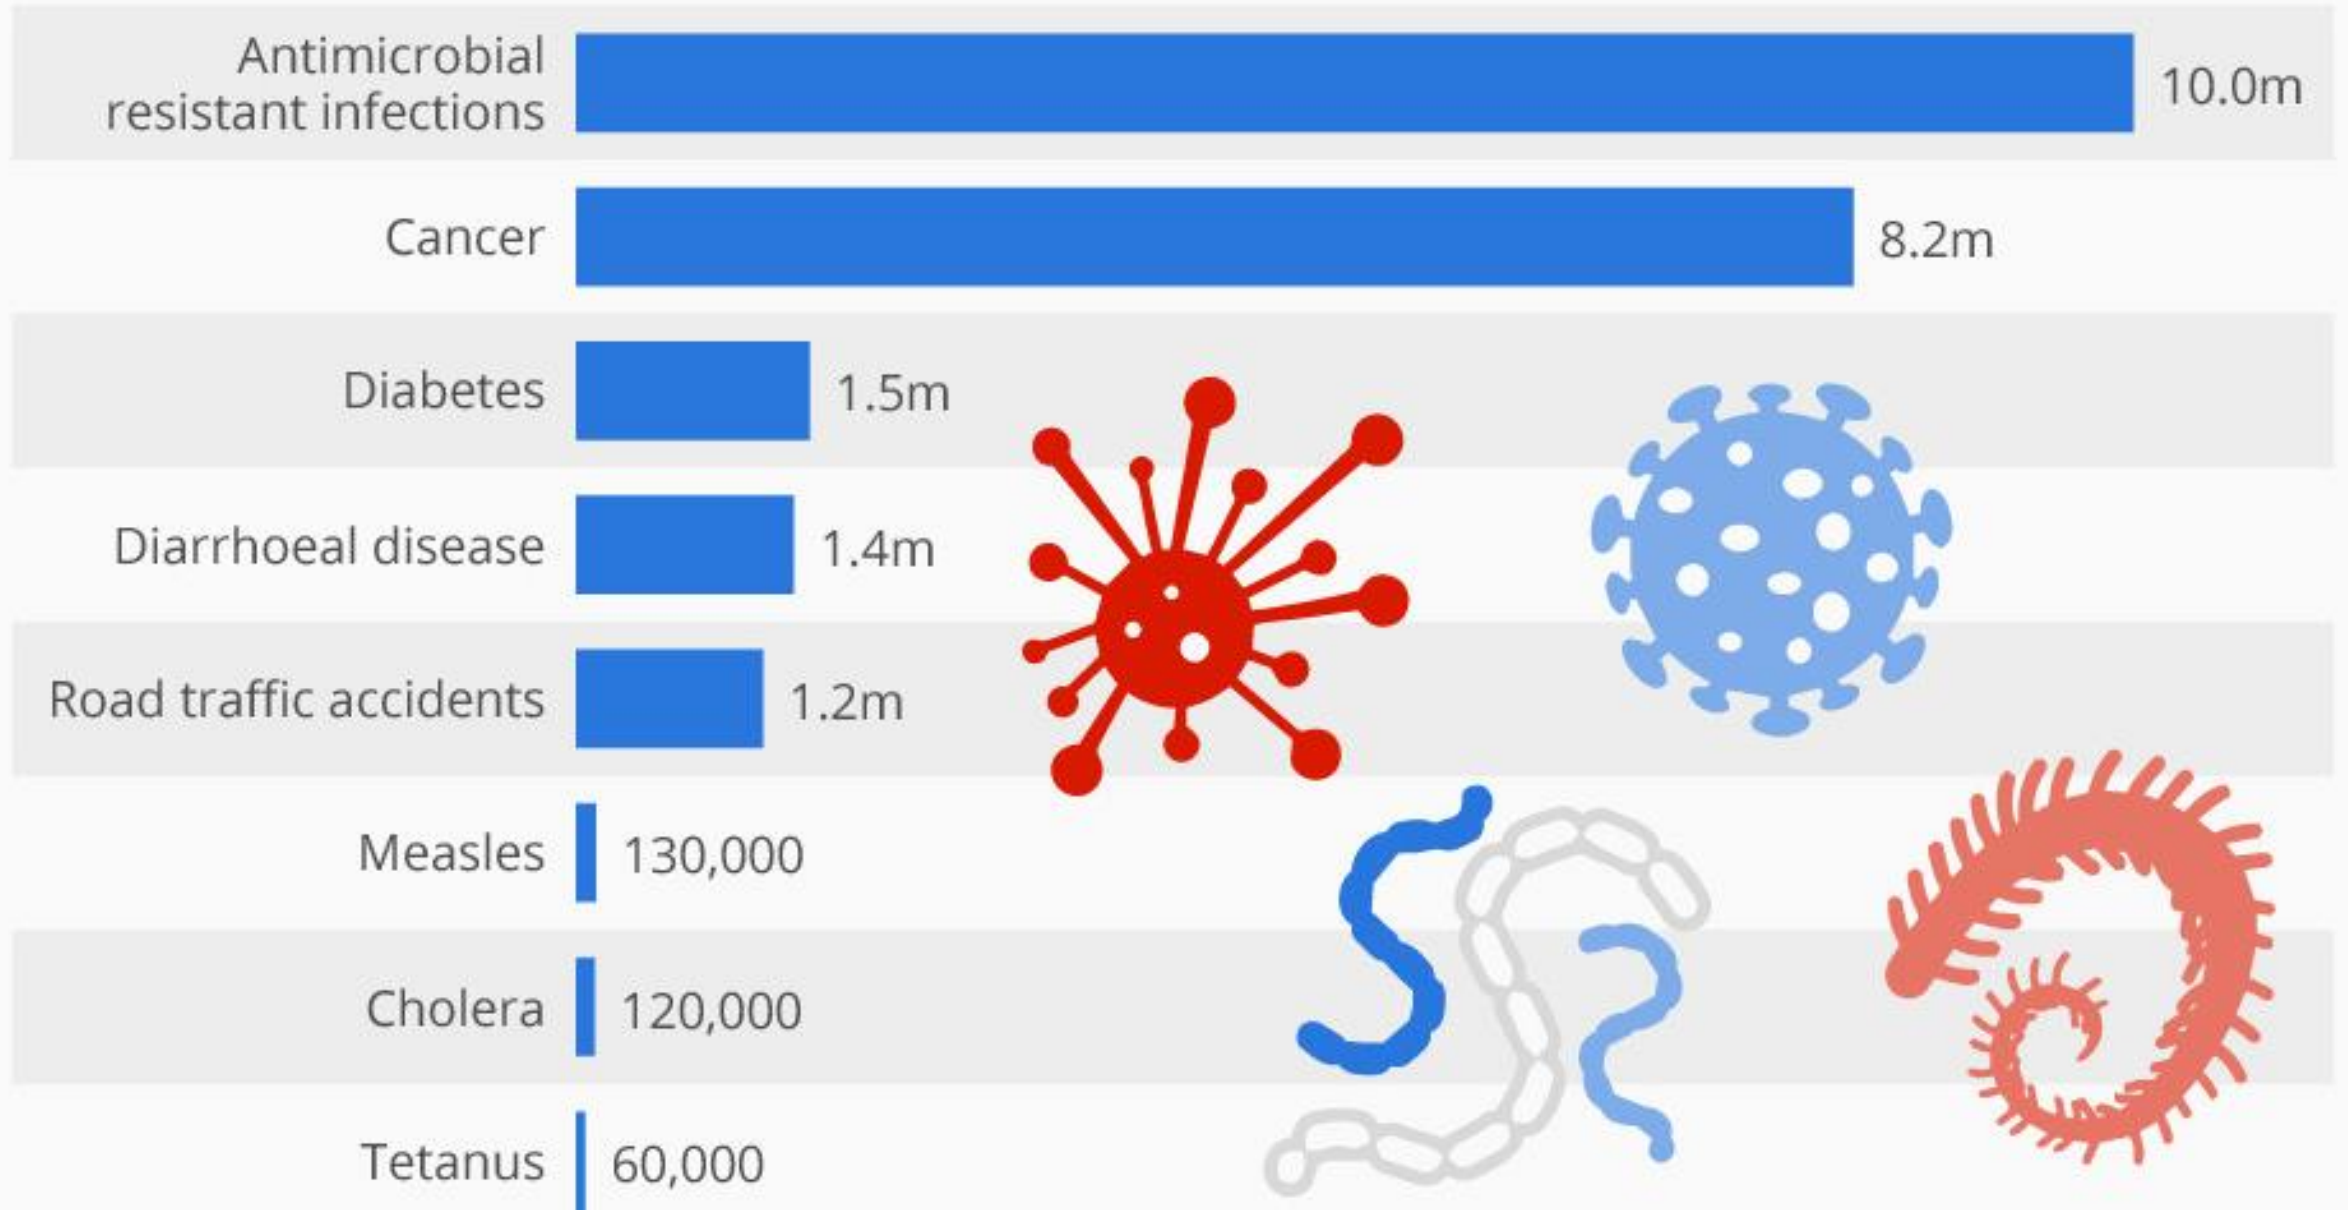 Antimicrobial
resistant infections
10.0m
Cancer
8.2m
Diabetes
1.5m
Diarrhoeal disease
1.4m
Road traffic accidents
1.2m
Measles
130,000
Cholera
120,000
Tetanus
60,000